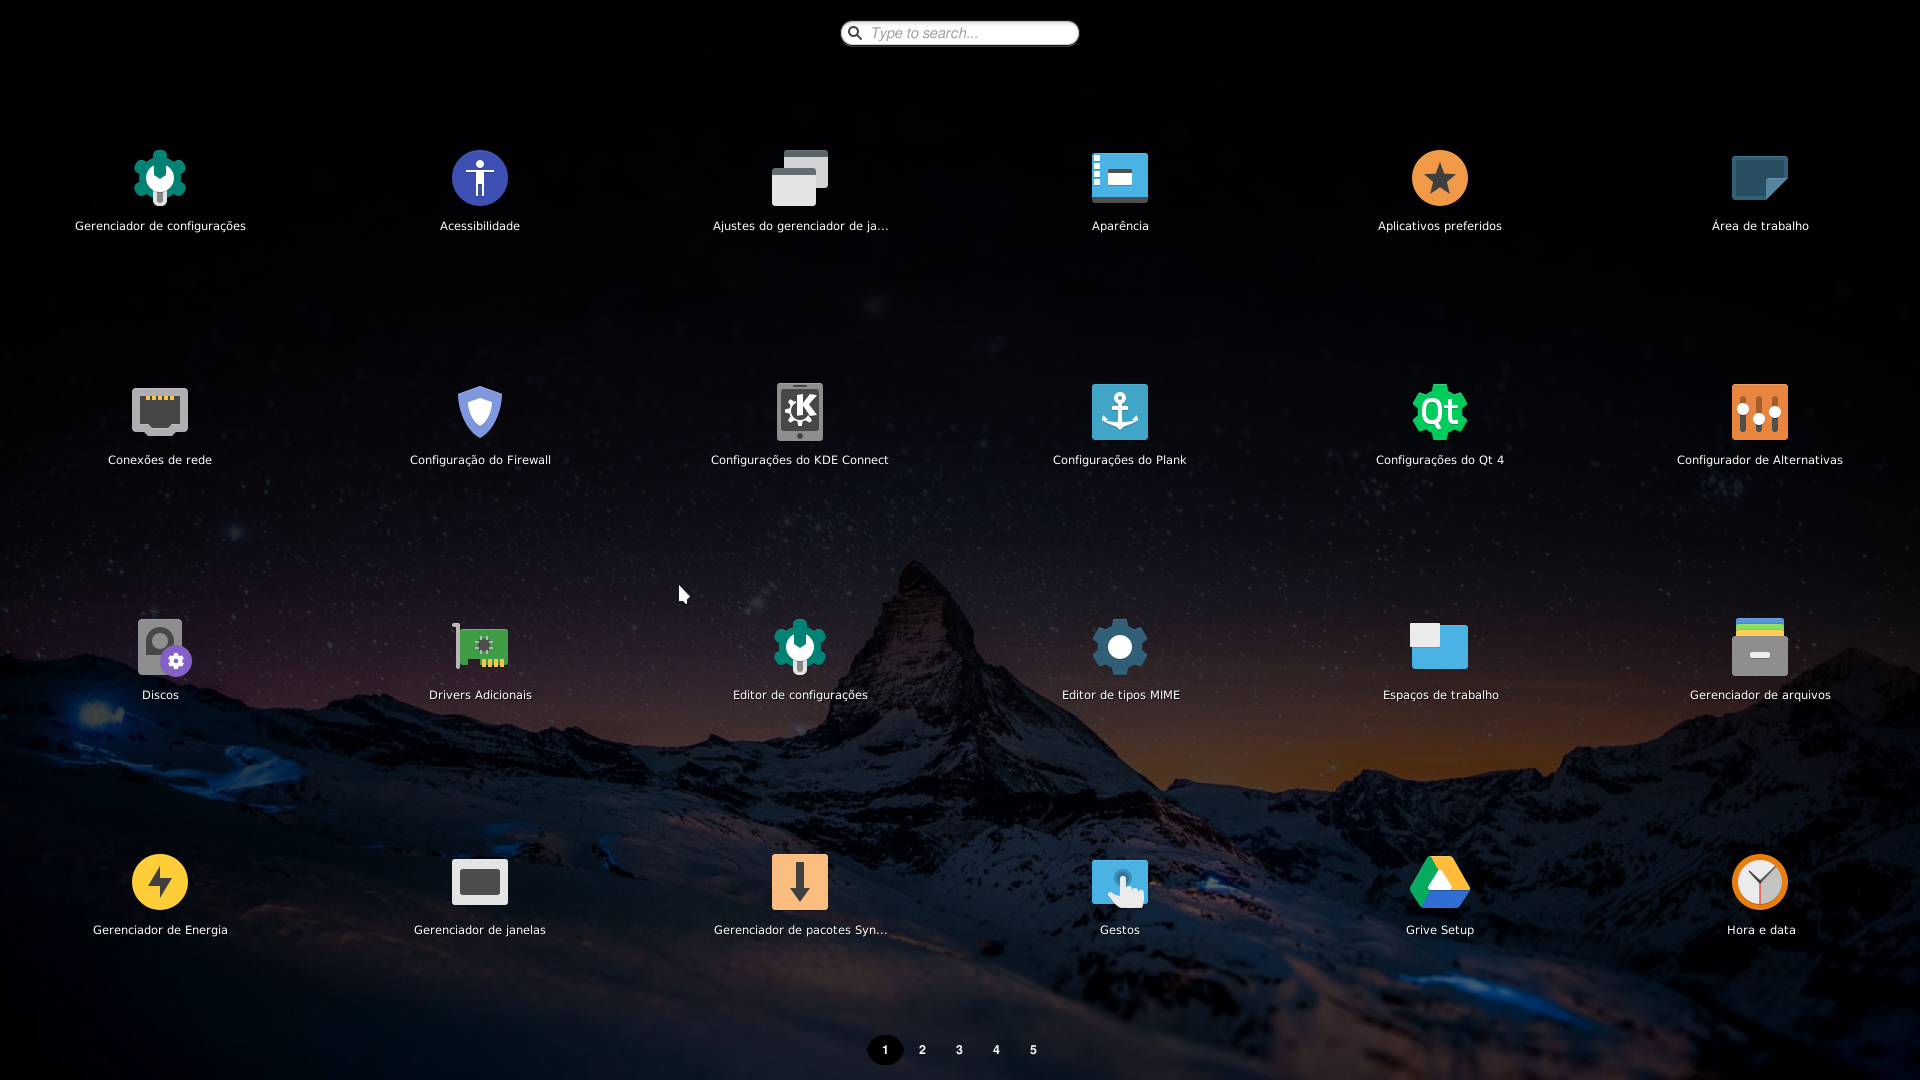 Type to search...
Gerenciador de configurações
Acessibilidade
Ajustes do gerenciador de ja...
Aparência
Aplicativos preferidos
Área de trabalho
Conexões de rede
Configuração do Firewall
Configurações do KDE Connect
Configurações do Plank
Qt
Configurações do Qt 4
Configurador de Alternativas
Discos
Drivers Adicionais
Editor de configurações
Editor de tipos MIME
Espaços de trabalho
Gerenciador de arquivos
Gerenciador de Energia
Gerenciador de janelas
Gerenciador de pacotes Syn...
Gestos
Grive Setup
Hora e data
1 2 3 4 5